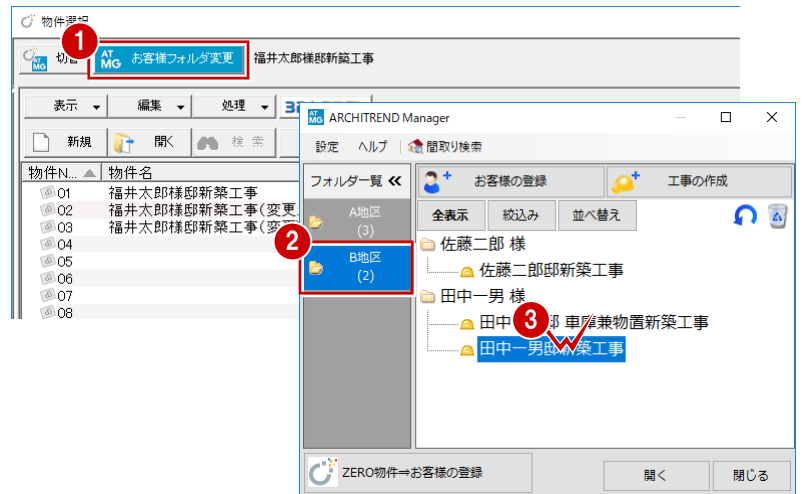 物件選択
1
切替
AT MG お客様フォルダ変更
福井太郎様邸新築工事
表示 編集 処理
新規 開く 検索
物件N... 物件名
01 福井太郎様邸新築工事
02 福井太郎様邸新築工事(変更
03 福井太郎様邸新築工事(変
04
05
06
07
08
ARCHITREND Manager
設定 ヘルプ 間取り検索
フォルダ一覧
お客様の登録 工事の作成
A地区
(3)
2
B地区
(2)
全表示 絞込み 並べ替え
佐藤二郎 様
佐藤二郎邸新築工事
田中一男 様
田中 3 邸 車庫兼物置新築工事
田中一男邸新築工事
ZERO物件⇒お客様の登録
開く 閉じる